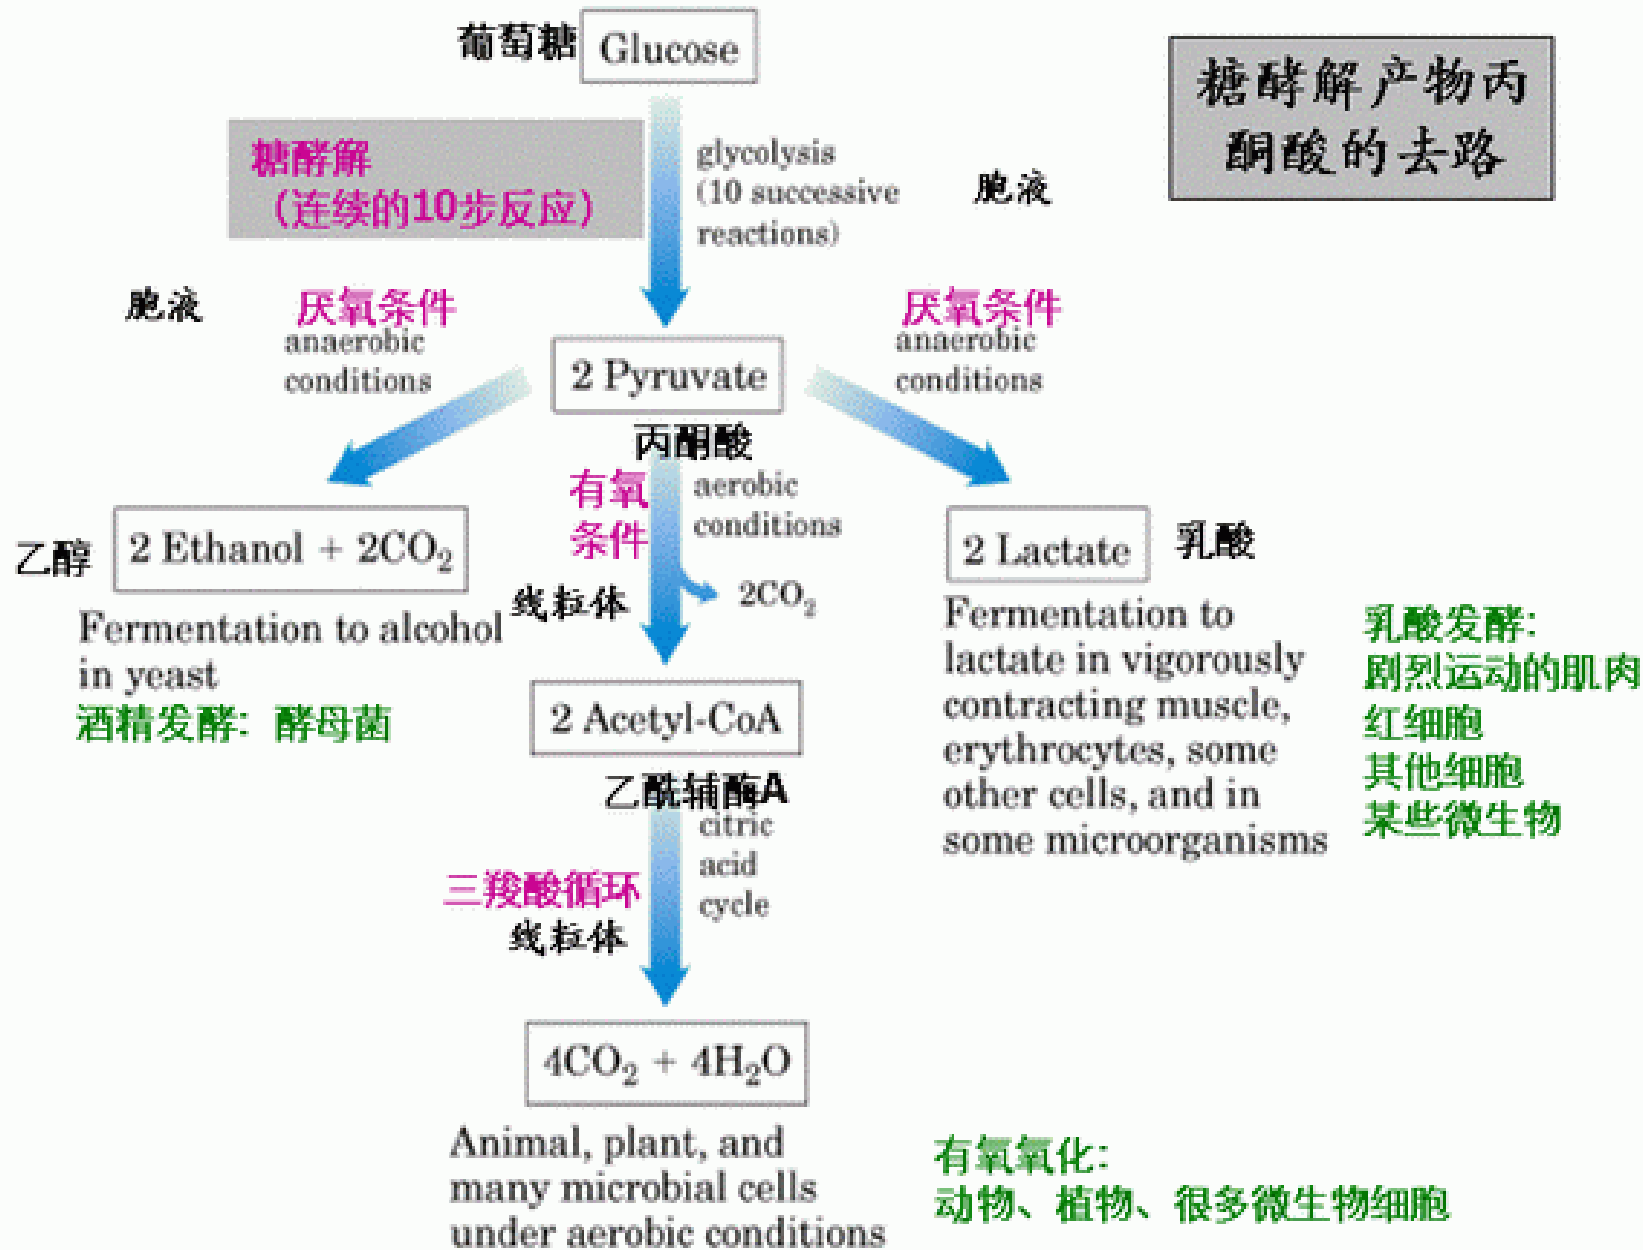 葡萄糖
Glucose
糖酵解产物丙
酮酸的去路
糖酵解
（连续的10步反应）
glycolysis
(10 successive
reactions)
胞液
胞液
厌氧条件
anaerobic
conditions
厌氧条件
anaerobic
conditions
2 Pyruvate
丙酮酸
有氧
条件
aerobic
conditions
线粒体
2CO₂
乙醇
2 Ethanol + 2CO₂
Fermentation to alcohol
in yeast
酒精发酵：酵母菌
2 Lactate
乳酸
Fermentation to
lactate in vigorously
contracting muscle,
erythrocytes, some
other cells, and in
some microorganisms
乳酸发酵：
剧烈运动的肌肉
红细胞
其他细胞
某些微生物
2 Acetyl-CoA
乙酰辅酶A
citric
acid
cycle
三羧酸循环
线粒体
4CO₂ + 4H₂O
Animal, plant, and
many microbial cells
under aerobic conditions
有氧氧化：
动物、植物、很多微生物细胞